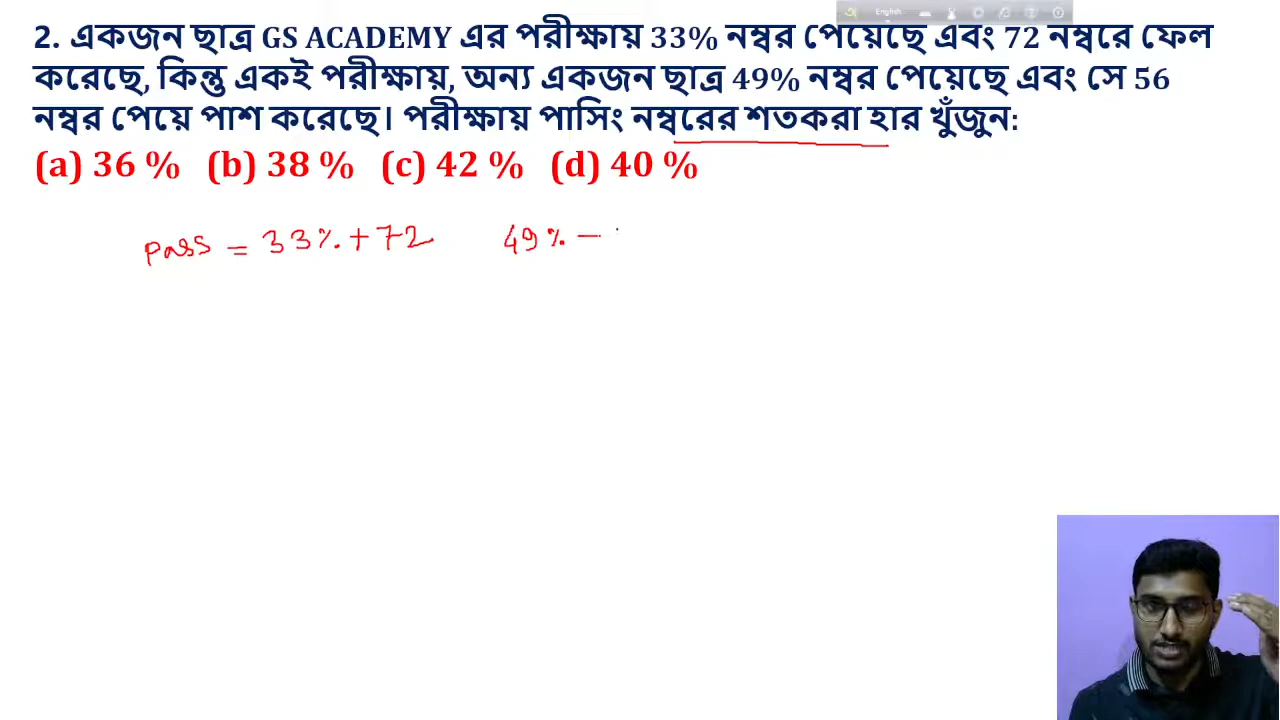 English
2. একজন ছাত্র GS ACADEMY এর পরীক্ষায় 33% নম্বর পেয়েছে এবং 72 নম্বরে ফেল
করেছে, কিন্তু একই পরীক্ষায়, অন্য একজন ছাত্র 49% নম্বর পেয়েছে এবং সে 56
নম্বর পেয়ে পাশ করেছে। পরীক্ষায় পাসিং নম্বরের শতকরা হার খুঁজুন:
(a) 36 % (b) 38 % (c) 42 % (d) 40 %
Pass = 33% + 72 49% -